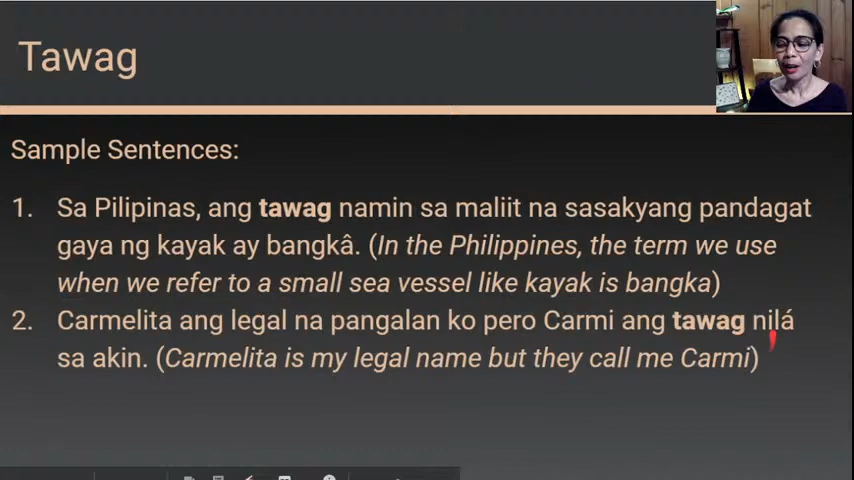 Tawag
Sample Sentences:
1. Sa Pilipinas, ang tawag namin sa maliit na sasakyang pandagat
gaya ng kayak ay bangkâ. (In the Philippines, the term we use
when we refer to a small sea vessel like kayak is bangka)
2. Carmelita ang legal na pangalan ko pero Carmi ang tawag nilá
sa akin. (Carmelita is my legal name but they call me Carmi)